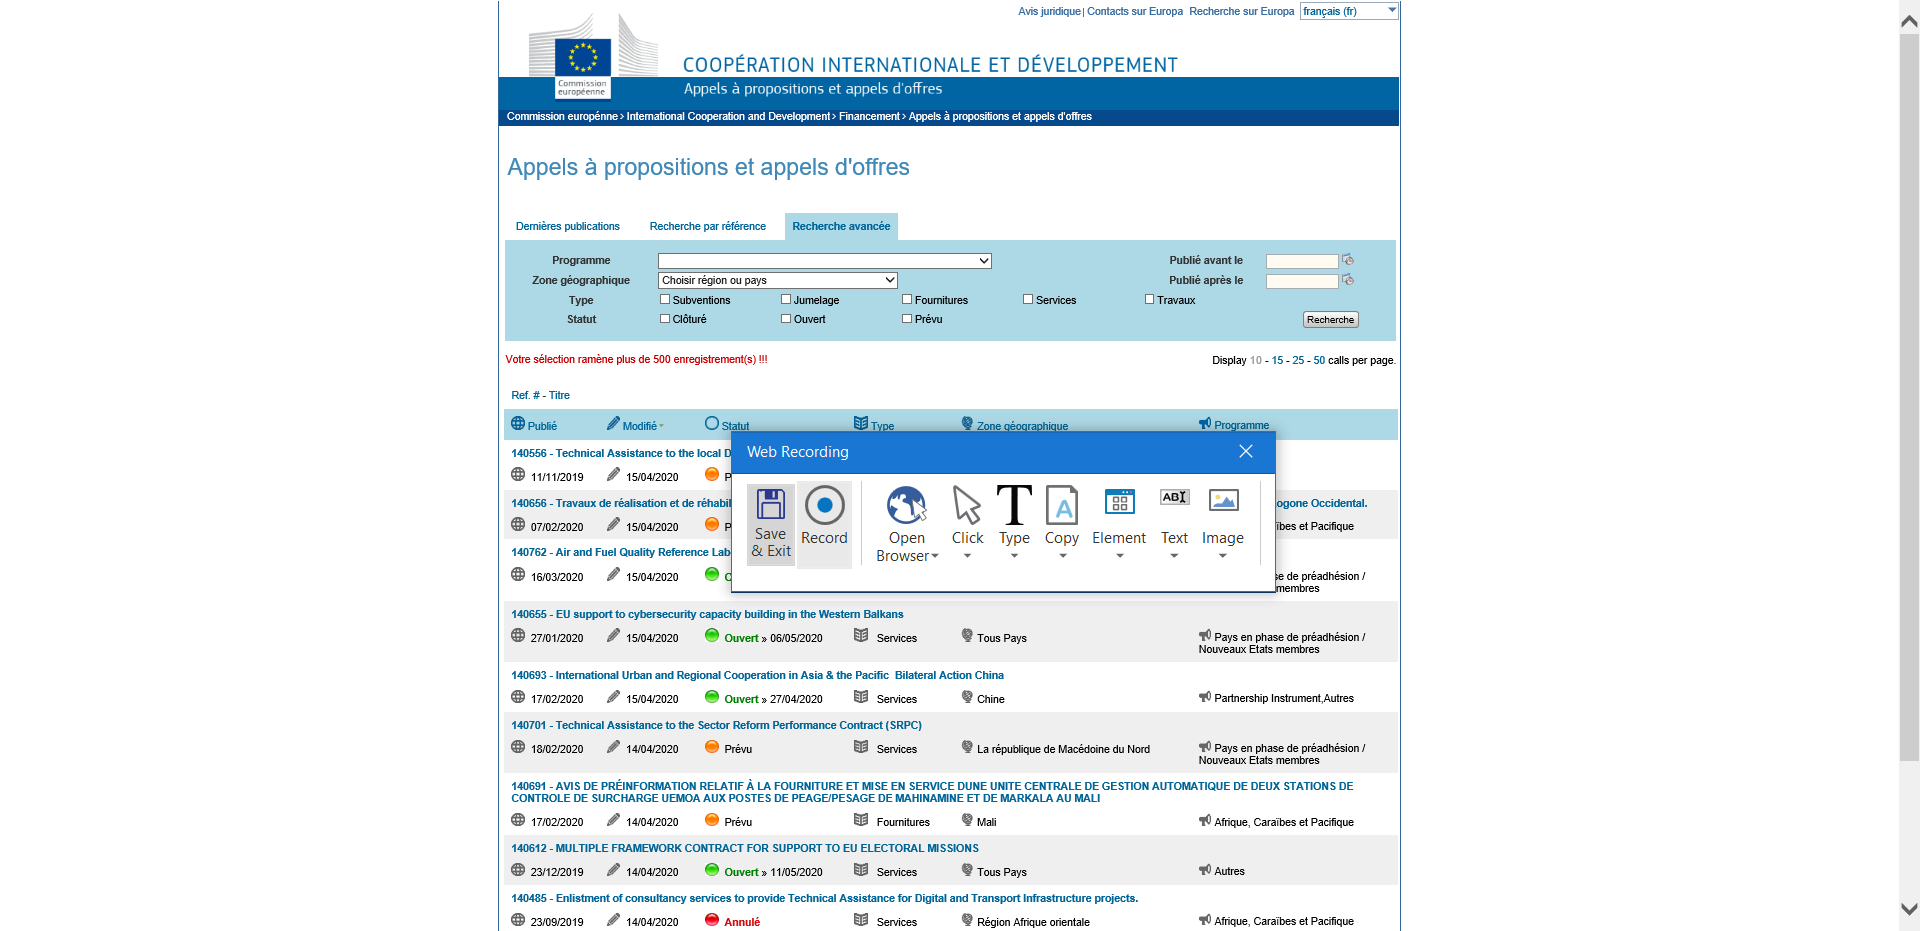 Avis juridique | Contacts sur Europa Recherche sur Europa français (fr)
COOPÉRATION INTERNATIONALE ET DÉVELOPPEMENT
Commission
européenne
Appels à propositions et appels d'offres
Commission europénne > International Cooperation and Development > Financement > Appels à propositions et appels d'offres
Appels à propositions et appels d'offres
Dernières publications Recherche par référence Recherche avancée
Programme Publié avant le
Zone géographique Choisir région ou pays Publié après le
Type Subventions Jumelage Fournitures Services Travaux
Statut Clôturé Ouvert Prévu Recherche
Votre sélection ramène plus de 500 enregistrement(s) !!! Display 10 - 15 - 25 - 50 calls per page.
Ref. # - Titre
Publié Modifié Statut Type Zone géographique Programme
Web Recording
Save
& Exit
Record
Open
Browser
Click
Type
Copy
Element
ABI
Text
Image
140556 - Technical Assistance to the local D
11/11/2019 15/04/2020 P
140656 - Travaux de réalisation et de réhabil ogone Occidental.
07/02/2020 15/04/2020 P aïbes et Pacifique
140762 - Air and Fuel Quality Reference Lab
16/03/2020 15/04/2020 O se de préadhésion /
membres
140655 - EU support to cybersecurity capacity building in the Western Balkans
27/01/2020 15/04/2020 Ouvert » 06/05/2020 Services Tous Pays Pays en phase de préadhésion /
Nouveaux Etats membres
140693 - International Urban and Regional Cooperation in Asia & the Pacific Bilateral Action China
17/02/2020 15/04/2020 Ouvert » 27/04/2020 Services Chine Partnership Instrument,Autres
140701 - Technical Assistance to the Sector Reform Performance Contract (SRPC)
18/02/2020 14/04/2020 Prévu Services La république de Macédoine du Nord Pays en phase de préadhésion /
Nouveaux Etats membres
140691 - AVIS DE PRÉINFORMATION RELATIF À LA FOURNITURE ET MISE EN SERVICE DUNE UNITE CENTRALE DE GESTION AUTOMATIQUE DE DEUX STATIONS DE
CONTROLE DE SURCHARGE UEMOA AUX POSTES DE PEAGE/PESAGE DE MAHINAMINE ET DE MARKALA AU MALI
17/02/2020 14/04/2020 Prévu Fournitures Mali Afrique, Caraïbes et Pacifique
140612 - MULTIPLE FRAMEWORK CONTRACT FOR SUPPORT TO EU ELECTORAL MISSIONS
23/12/2019 14/04/2020 Ouvert » 11/05/2020 Services Tous Pays Autres
140485 - Enlistment of consultancy services to provide Technical Assistance for Digital and Transport Infrastructure projects.
23/09/2019 14/04/2020 Annulé Services Région Afrique orientale Afrique, Caraïbes et Pacifique